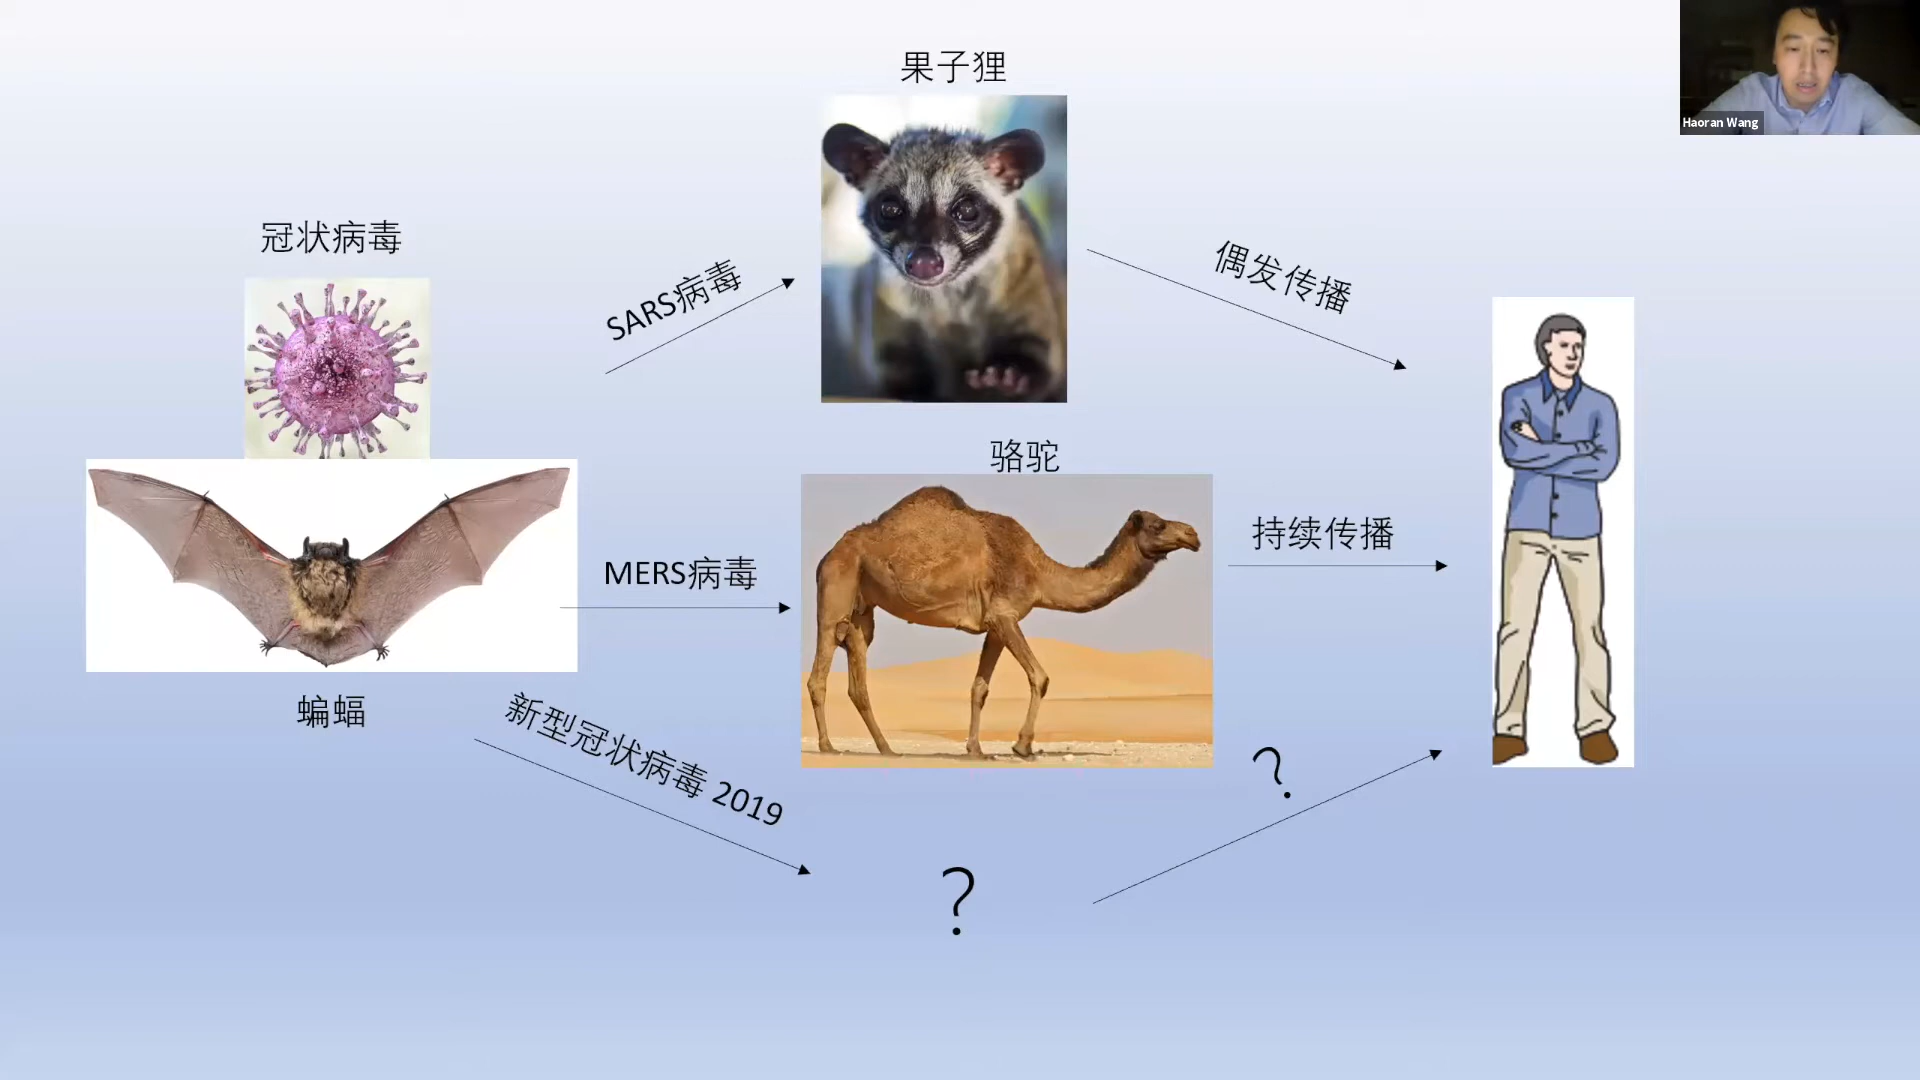 果子狸
Haoran Wang
冠状病毒
SARS病毒
偶发传播
骆驼
MERS病毒
持续传播
蝙蝠
新型冠状病毒 2019
?
?